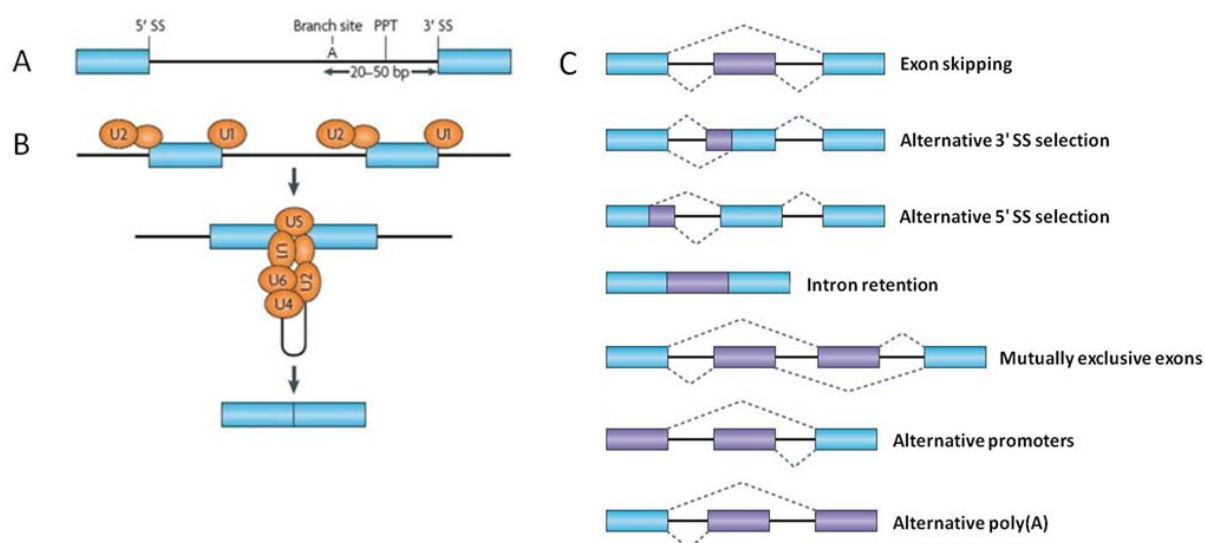 A
5' SS
Branch site
PPT
3' SS
A
20–50 bp
B
U2
U1
U2
U1
U5
U1
U6
U2
U4
C
Exon skipping
Alternative 3' SS selection
Alternative 5' SS selection
Intron retention
Mutually exclusive exons
Alternative promoters
Alternative poly(A)